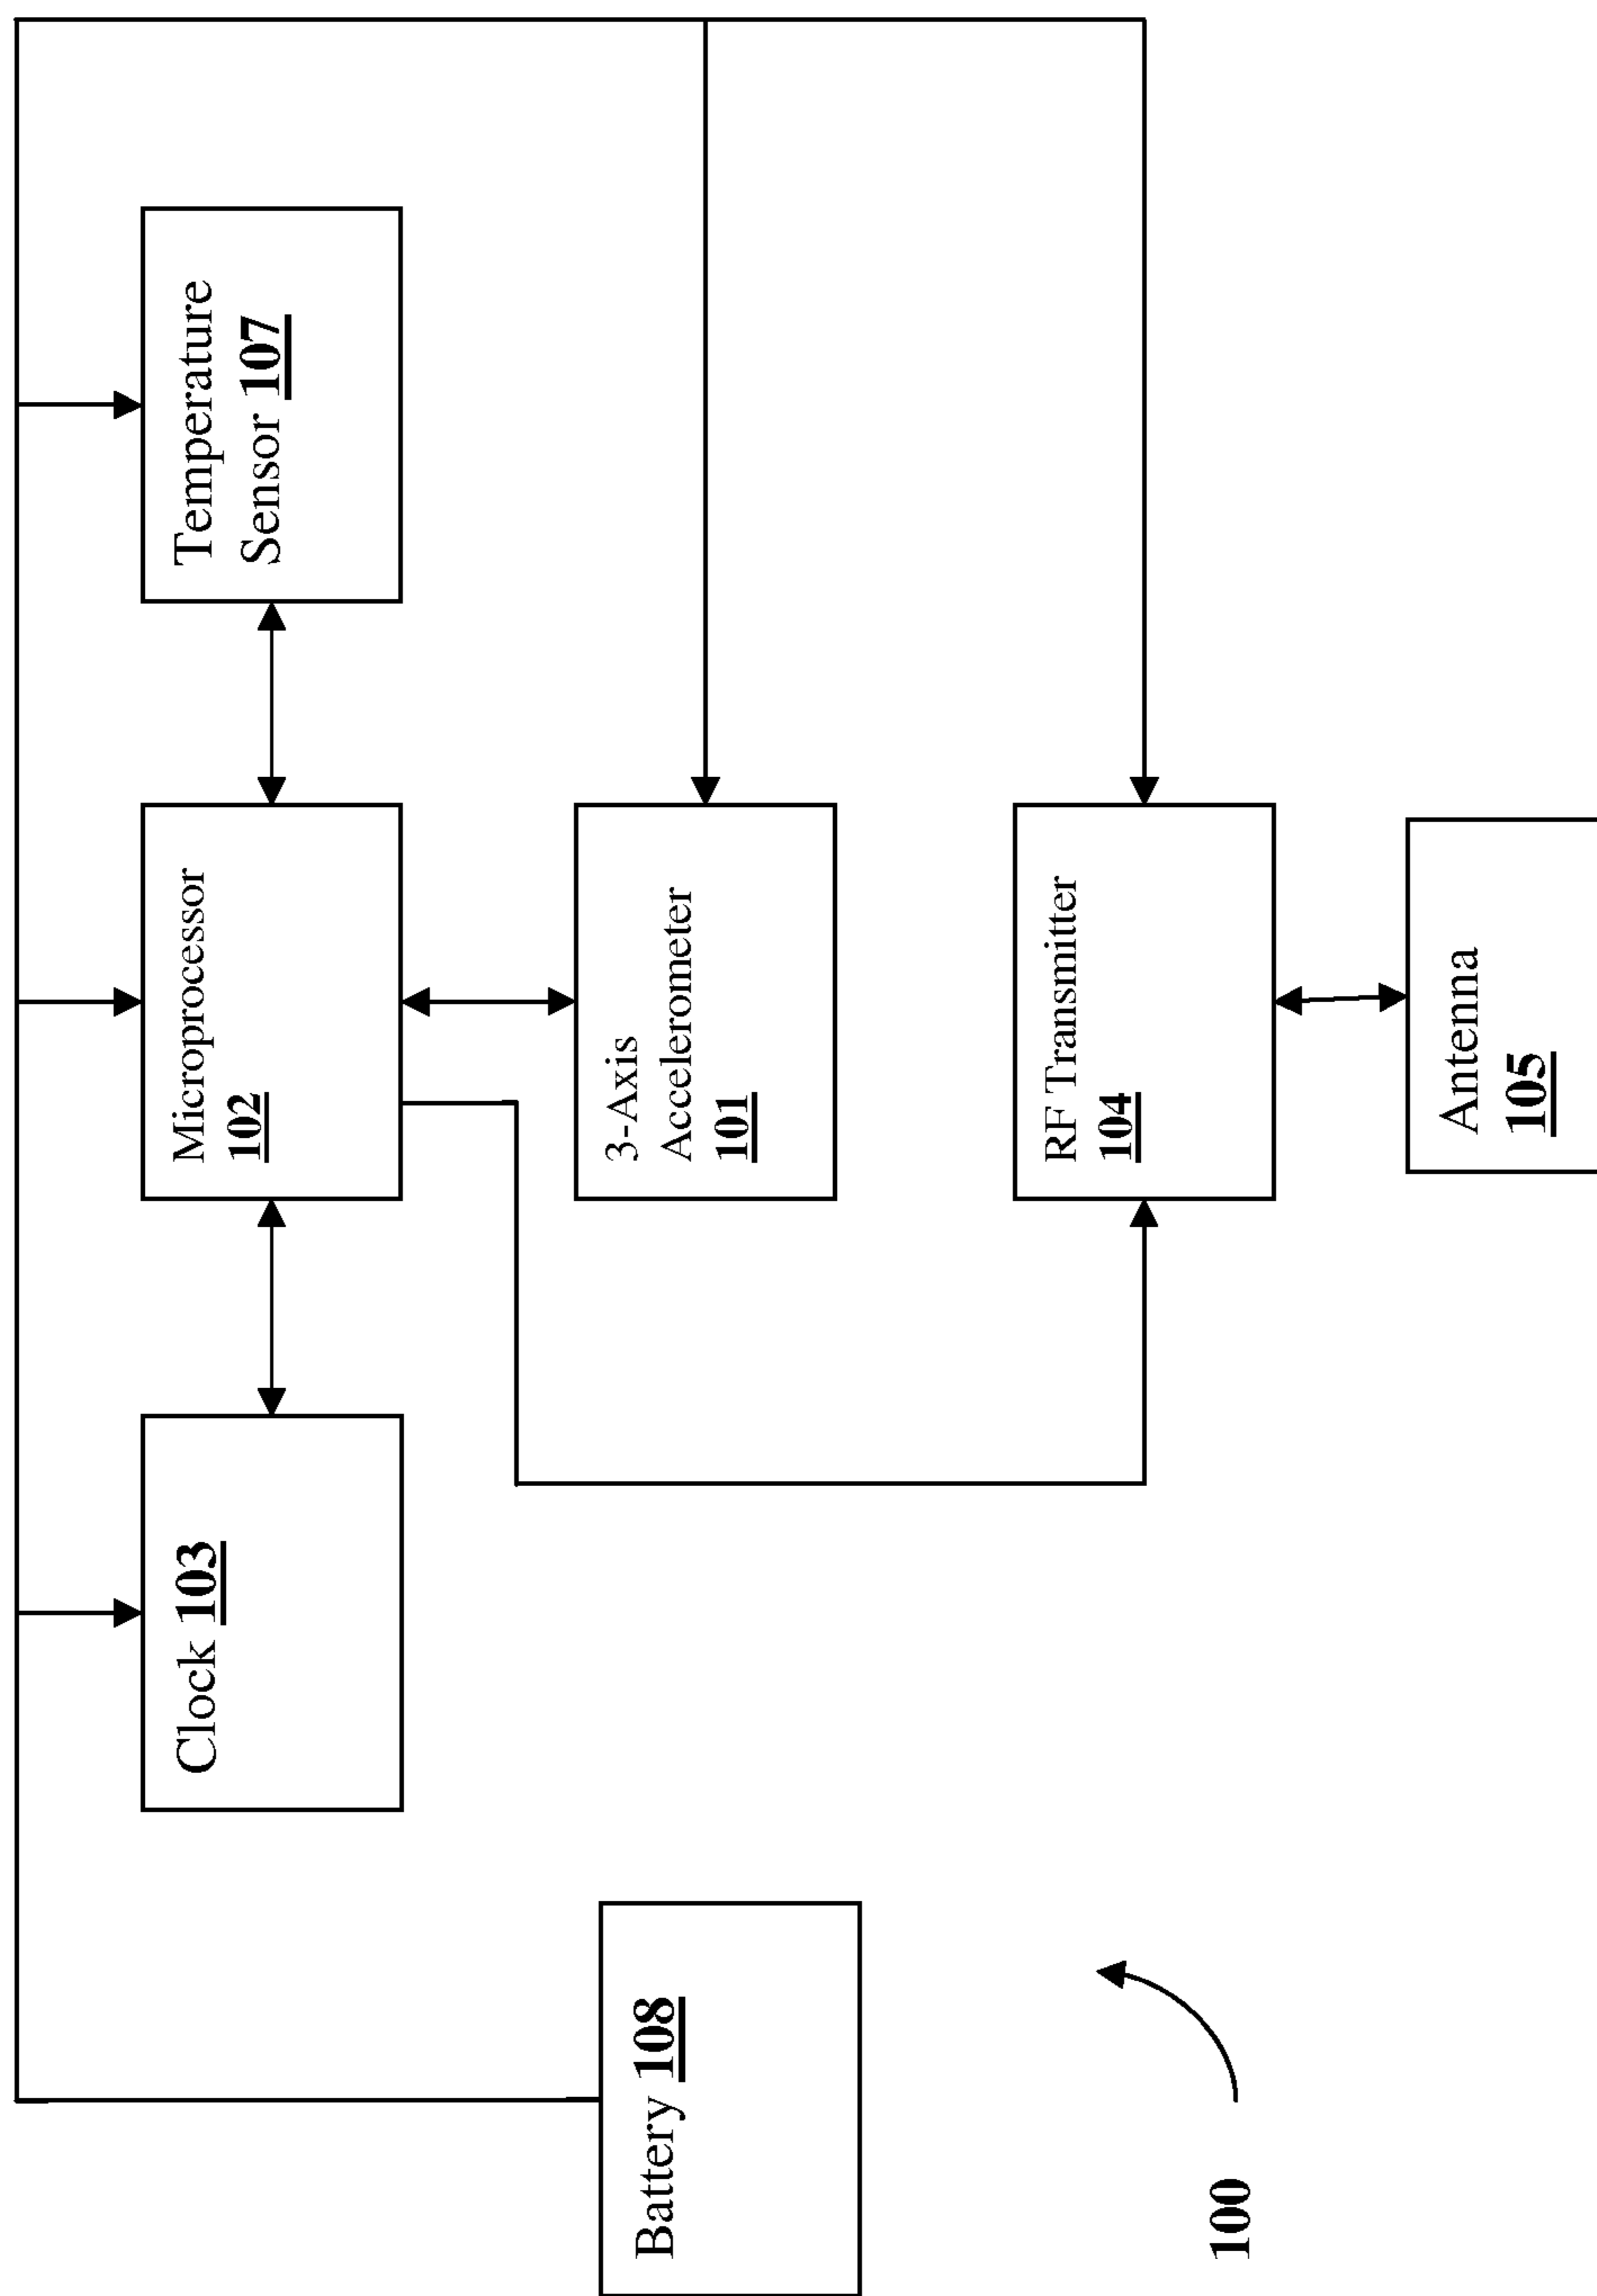 Clock 103
Microprocessor
102
Temperature
Sensor 107
Battery 108
3-Axis
Accelerometer
101
RF Transmitter
104
100
Antenna
105